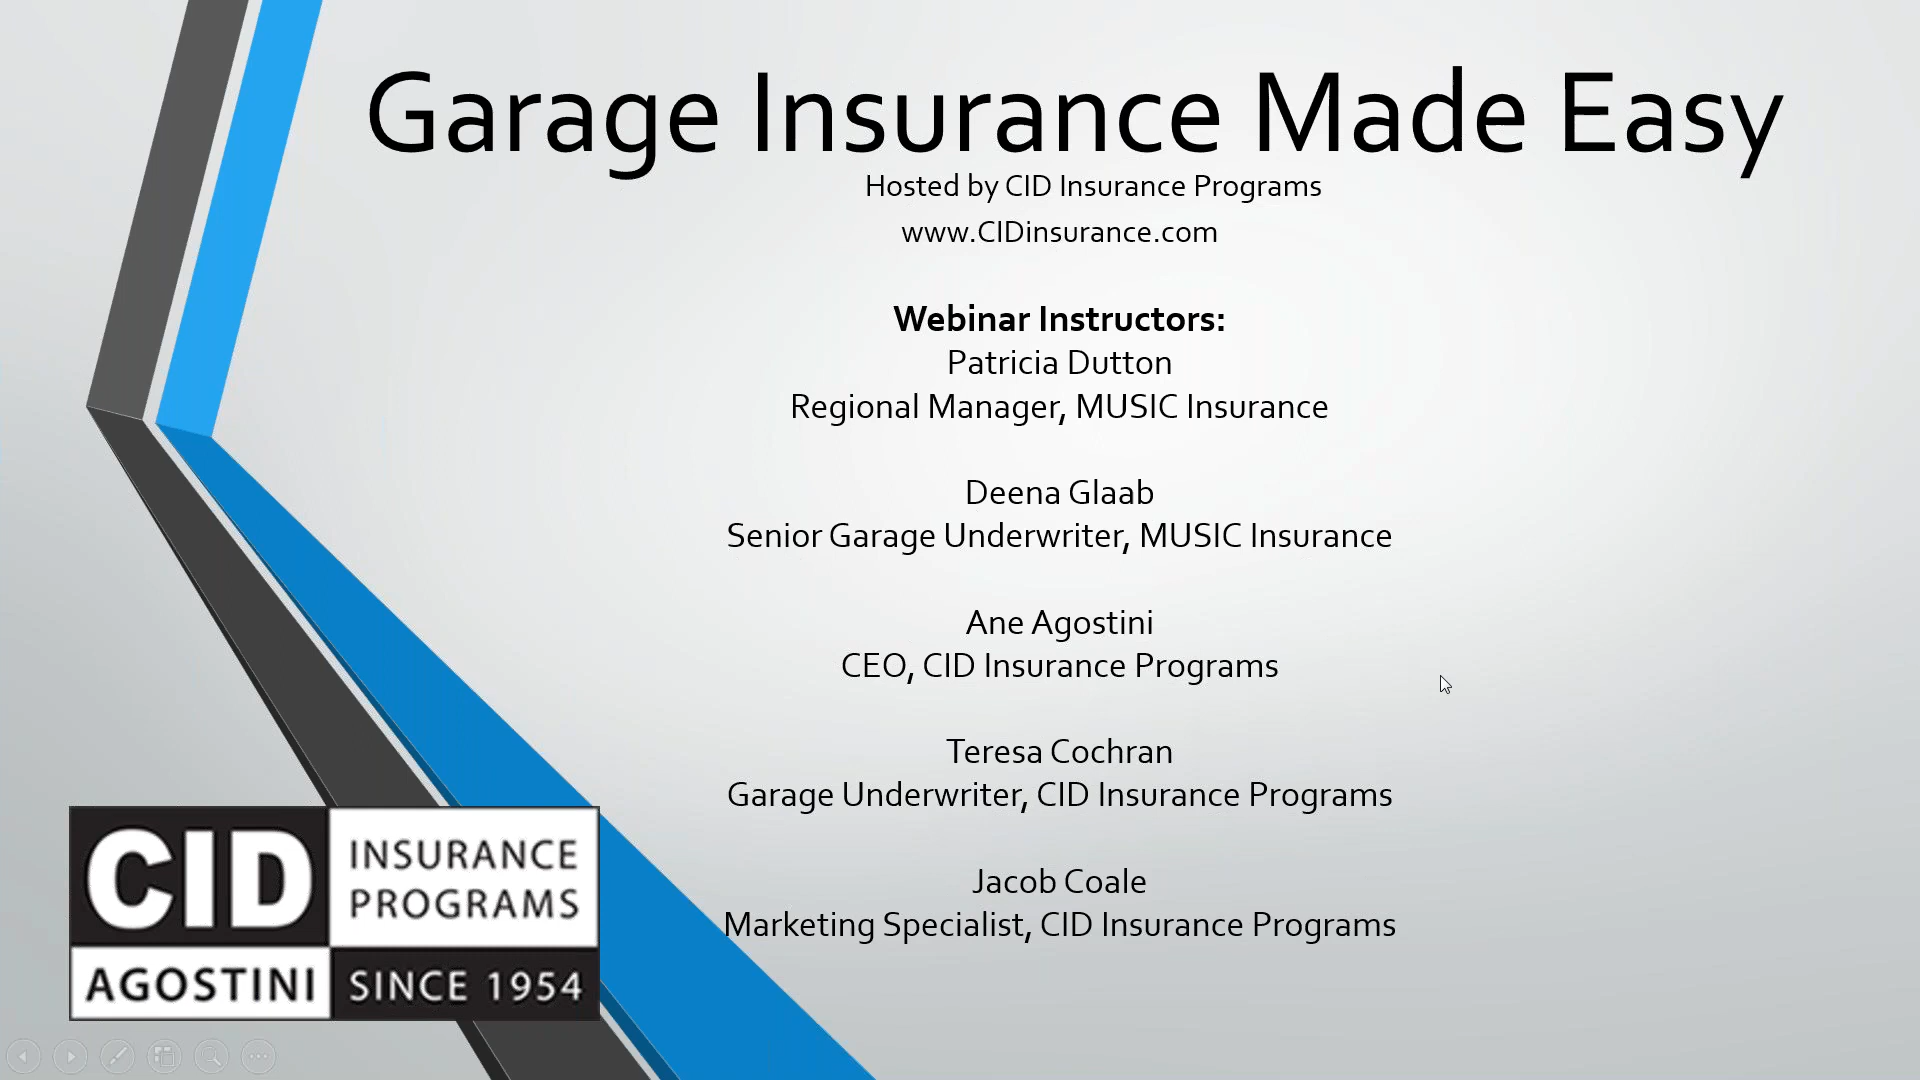 Garage Insurance Made Easy
Hosted by CID Insurance Programs
www.CIDinsurance.com
Webinar Instructors:
Patricia Dutton
Regional Manager, MUSIC Insurance
Deena Glaab
Senior Garage Underwriter, MUSIC Insurance
Ane Agostini
CEO, CID Insurance Programs
Teresa Cochran
Garage Underwriter, CID Insurance Programs
Jacob Coale
Marketing Specialist, CID Insurance Programs
CID
INSURANCE
PROGRAMS
AGOSTINI
SINCE 1954